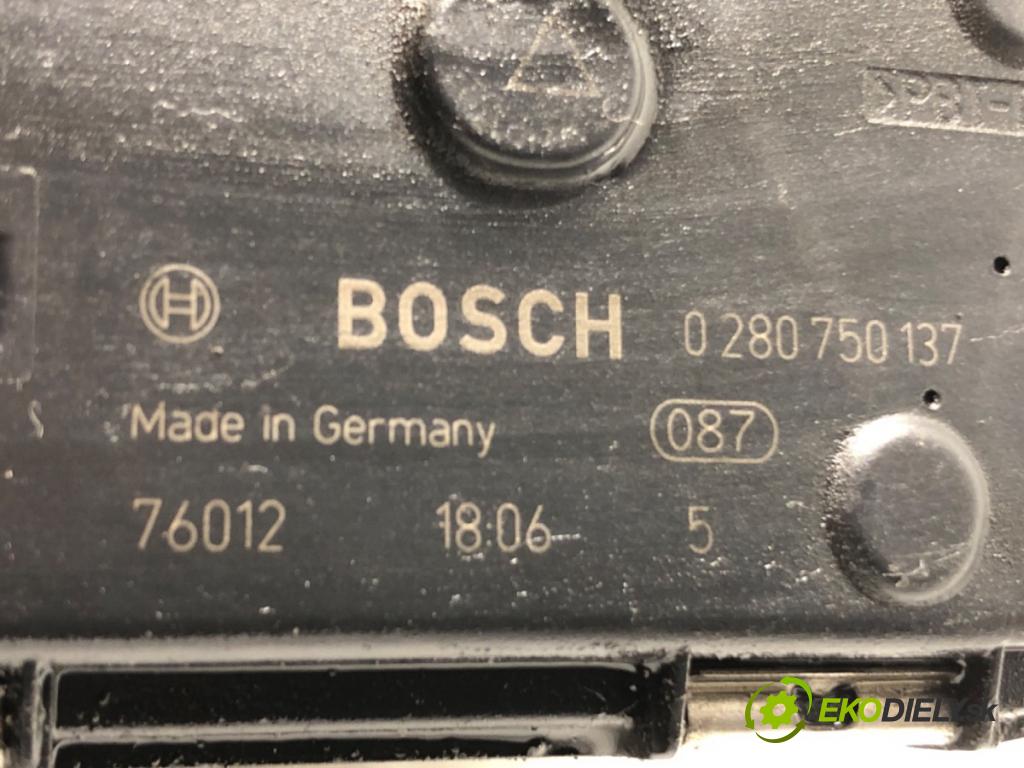 BOSCH 0 280 750 137
Made in Germany 087
76012 18:06 5
EKODIELY.sk